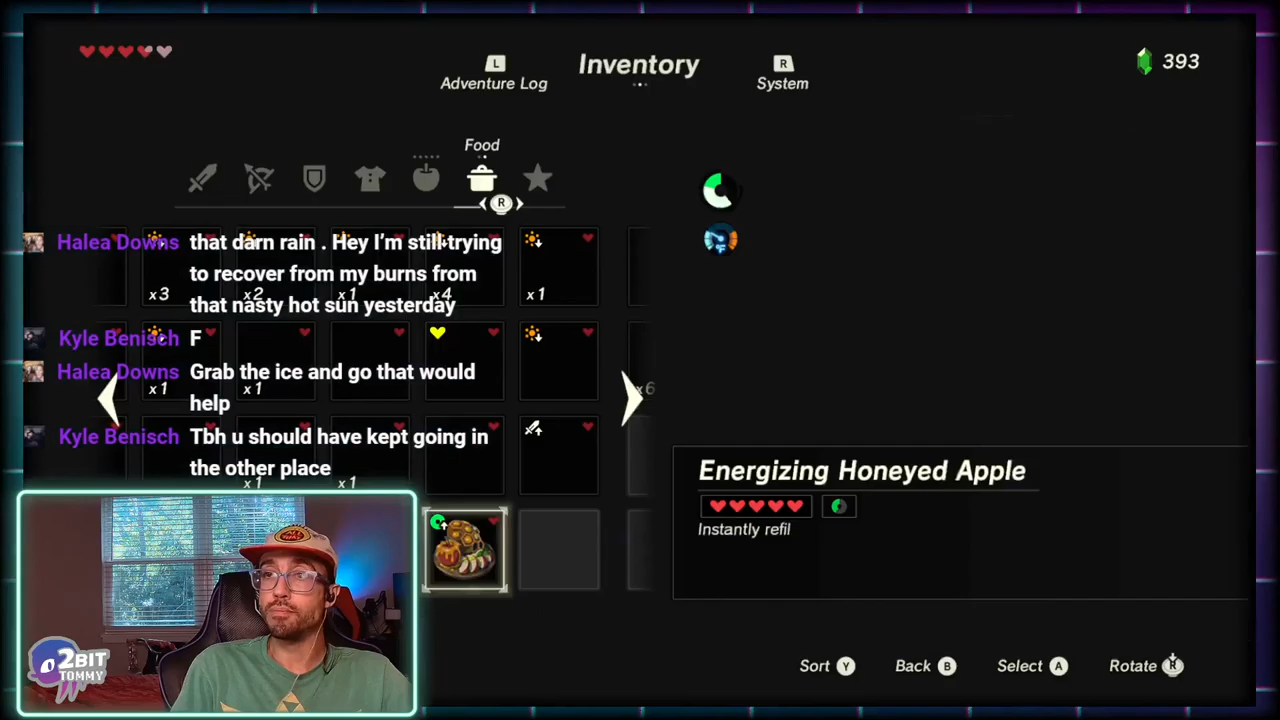 L
Inventory
R
393
Adventure Log
System
Food
R
Halea Downs that darn rain . Hey I'm still trying
to recover from my burns from
that nasty hot sun yesterday
x3
x2
x1
x4
x1
Kyle Benisch F
x1
x1
x6
Halea Downs Grab the ice and go that would
help
Kyle Benisch Tbh u should have kept going in
the other place
x1
x1
Energizing Honeyed Apple
Instantly refil
2BIT
TOMMY
Sort Y
Back B
Select A
Rotate R